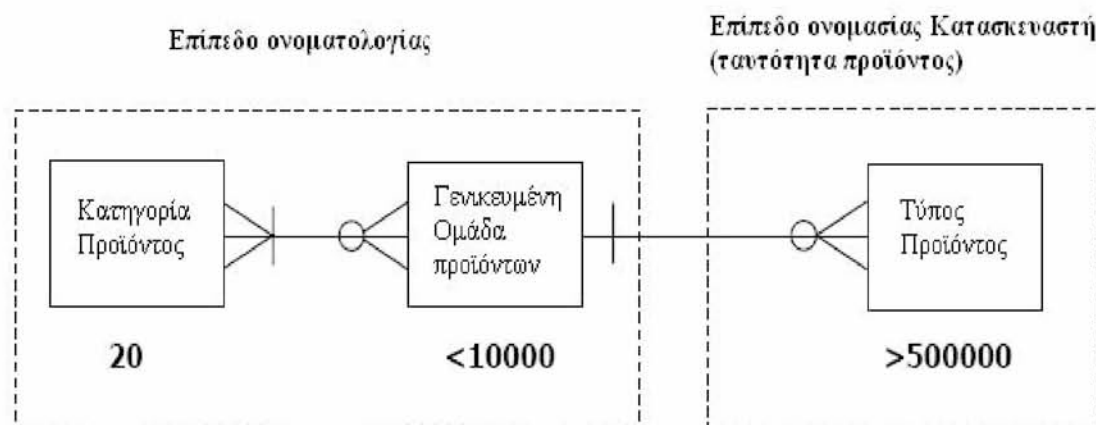 Επίπεδο ονοματολογίας
Επίπεδο ονομασίας Κατασκευαστή
(ταυτότητα προϊόντος)
Κατηγορία
Προϊόντος
Γενικευμένη
Ομάδα
προϊόντων
Τύπος
Προϊόντος
20
<10000
>500000